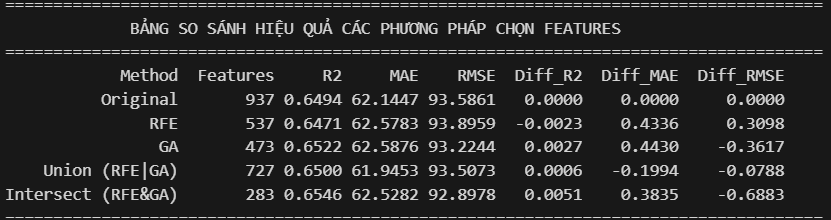 ================================================================================
BẢNG SO SÁNH HIỆU QUẢ CÁC PHƯƠNG PHÁP CHỌN FEATURES
================================================================================
Method Features R2 MAE RMSE Diff_R2 Diff_MAE Diff_RMSE
Original 937 0.6494 62.1447 93.5861 0.0000 0.0000 0.0000
RFE 537 0.6471 62.5783 93.8959 -0.0023 0.4336 0.3098
GA 473 0.6522 62.5876 93.2244 0.0027 0.4430 -0.3617
Union (RFE|GA) 727 0.6500 61.9453 93.5073 0.0006 -0.1994 -0.0788
Intersect (RFE&GA) 283 0.6546 62.5282 92.8978 0.0051 0.3835 -0.6883
================================================================================